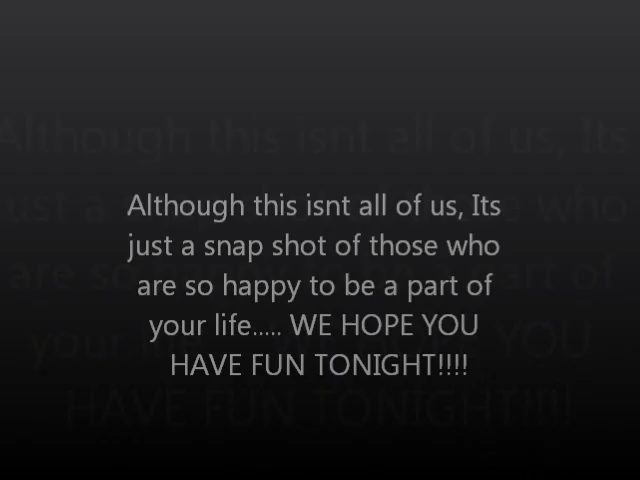 Although this isnt all of us, Its
just a snap shot of those who
are so happy to be a part of
your life..... WE HOPE YOU
HAVE FUN TONIGHT!!!!